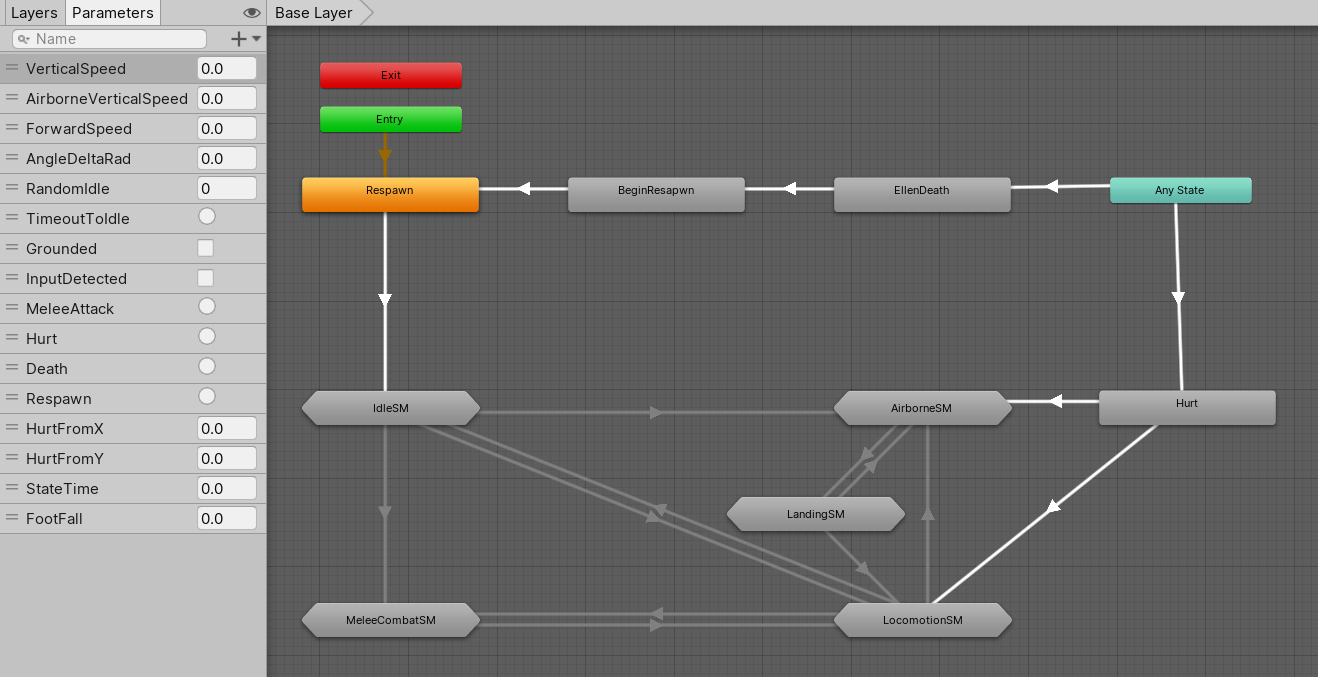 Layers Parameters
Base Layer
Name
VerticalSpeed 0.0
AirborneVerticalSpeed 0.0
ForwardSpeed 0.0
AngleDeltaRad 0.0
RandomIdle 0
TimeoutToIdle
Grounded
InputDetected
MeleeAttack
Hurt
Death
Respawn
HurtFromX 0.0
HurtFromY 0.0
StateTime 0.0
FootFall 0.0
Exit
Entry
Respawn
BeginResapwn
EllenDeath
Any State
IdleSM
AirborneSM
Hurt
LandingSM
MeleeCombatSM
LocomotionSM